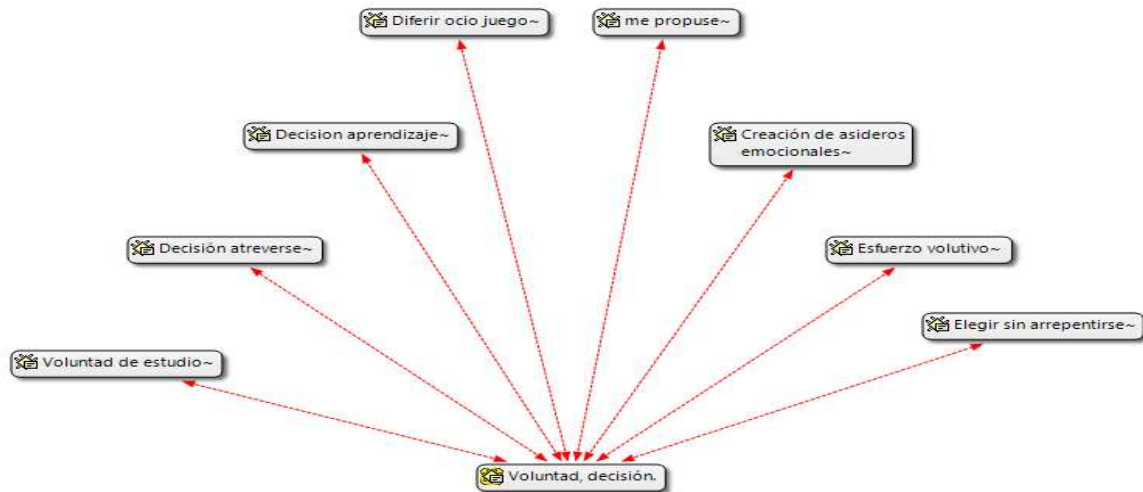 Diferir ocio juego~
me propuse~
Decision aprendizaje~
Creación de asideros
emocionales~
Decisión atreverse~
Esfuerzo volutivo~
Elegir sin arrepentirse~
Voluntad de estudio~
Voluntad, decisión.